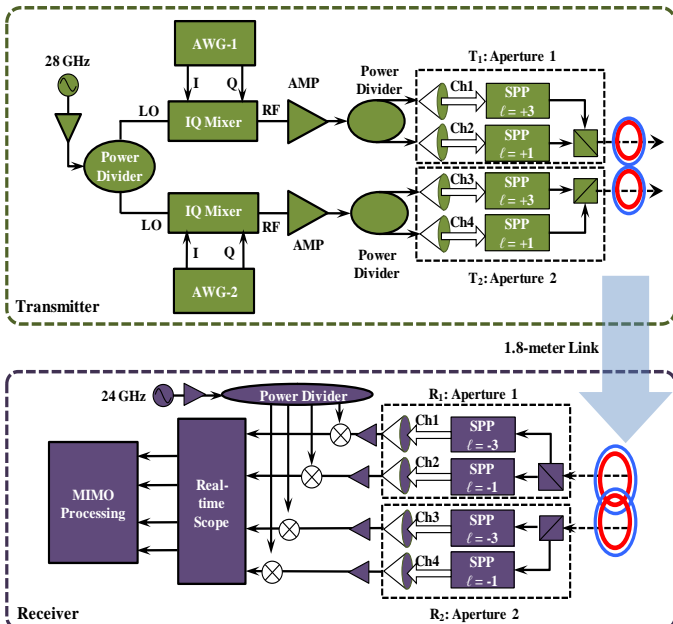 AWG-1
28 GHz
I
Q
AMP
Power
Divider
T1: Aperture 1
LO
IQ Mixer
RF
Ch1
SPP
ℓ = +3
Ch2
SPP
ℓ = +1
Power
Divider
LO
IQ Mixer
RF
AMP
I
Q
AWG-2
Power
Divider
Ch3
SPP
ℓ = +3
Ch4
SPP
ℓ = +1
T2: Aperture 2
Transmitter
1.8-meter Link
24 GHz
Power Divider
R1: Aperture 1
Ch1
SPP
ℓ = -3
Ch2
SPP
ℓ = -1
MIMO
Processing
Real-
time
Scope
Ch3
SPP
ℓ = -3
Ch4
SPP
ℓ = -1
R2: Aperture 2
Receiver